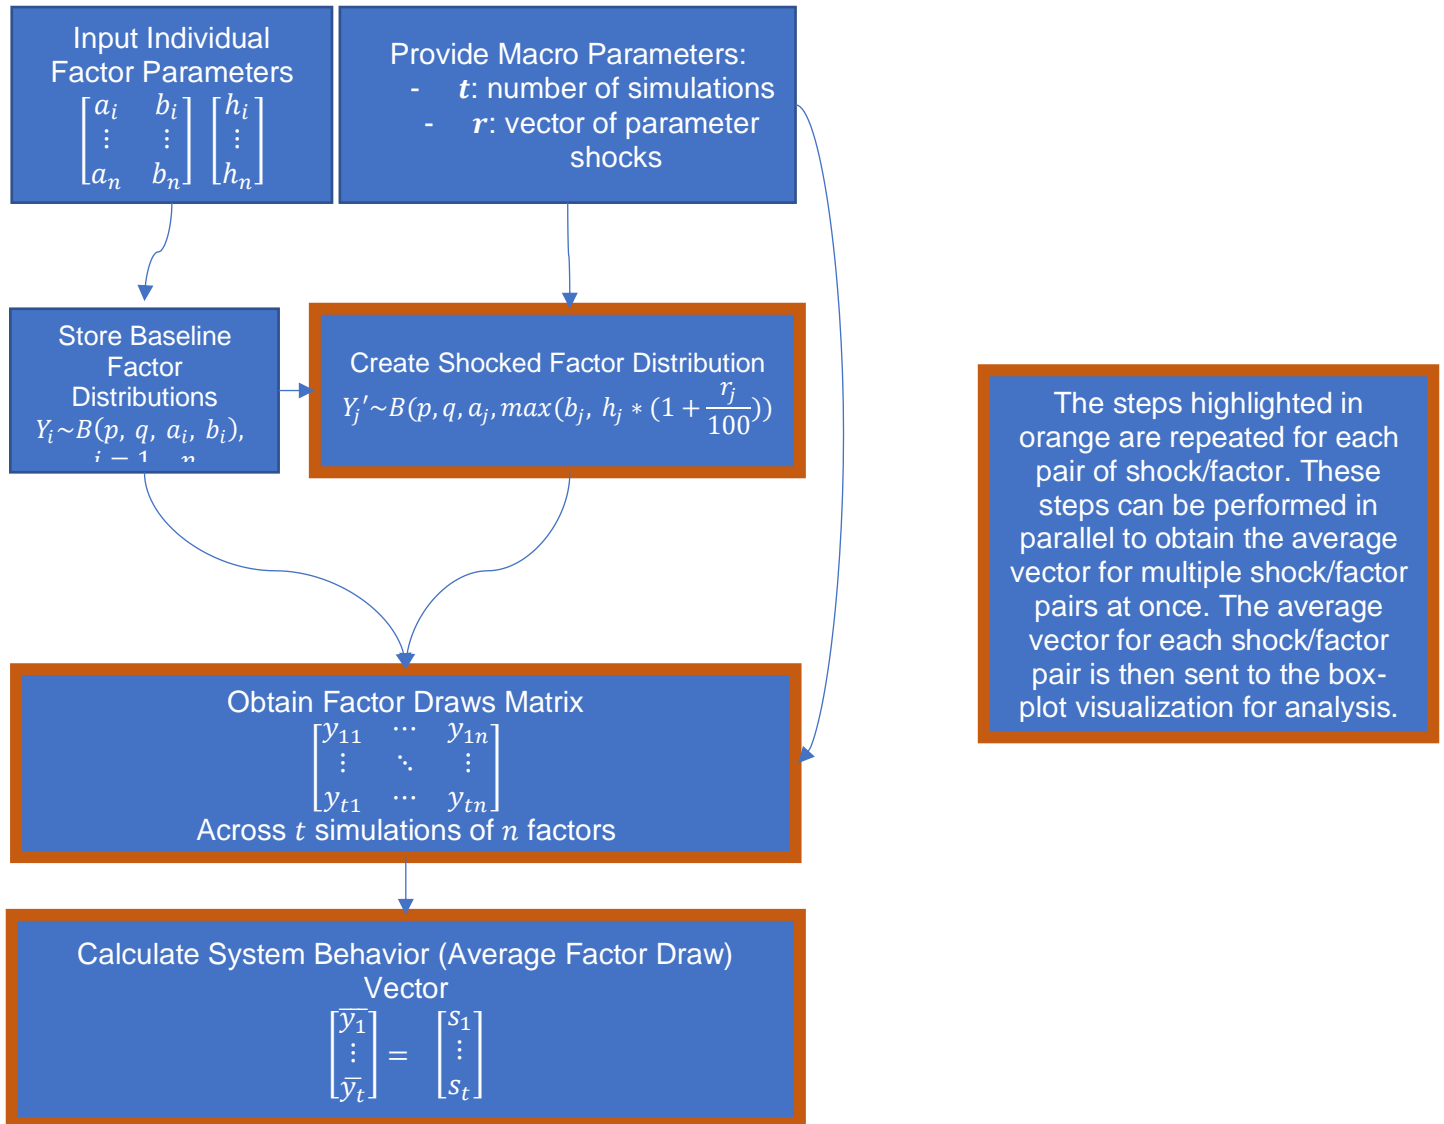 Input Individual
Factor Parameters
[a_i b_i] [h_i]
[⋮ ⋮] [⋮]
[a_n b_n] [h_n]
Provide Macro Parameters:
- t: number of simulations
- r: vector of parameter
shocks
Store Baseline
Factor
Distributions
Y_i~B(p, q, a_i, b_i),
Create Shocked Factor Distribution
Y_j′~B(p, q, a_j, max(b_j, h_j * (1 + r_j/100))
The steps highlighted in
orange are repeated for each
pair of shock/factor. These
steps can be performed in
parallel to obtain the average
vector for multiple shock/factor
pairs at once. The average
vector for each shock/factor
pair is then sent to the box-
plot visualization for analysis.
Obtain Factor Draws Matrix
[y_11 ⋯ y_1n]
[⋮ ⋱ ⋮]
[y_t1 ⋯ y_tn]
Across t simulations of n factors
Calculate System Behavior (Average Factor Draw)
Vector
[y̅_1] [s_1]
[⋮] = [⋮]
[y̅_t] [s_t]